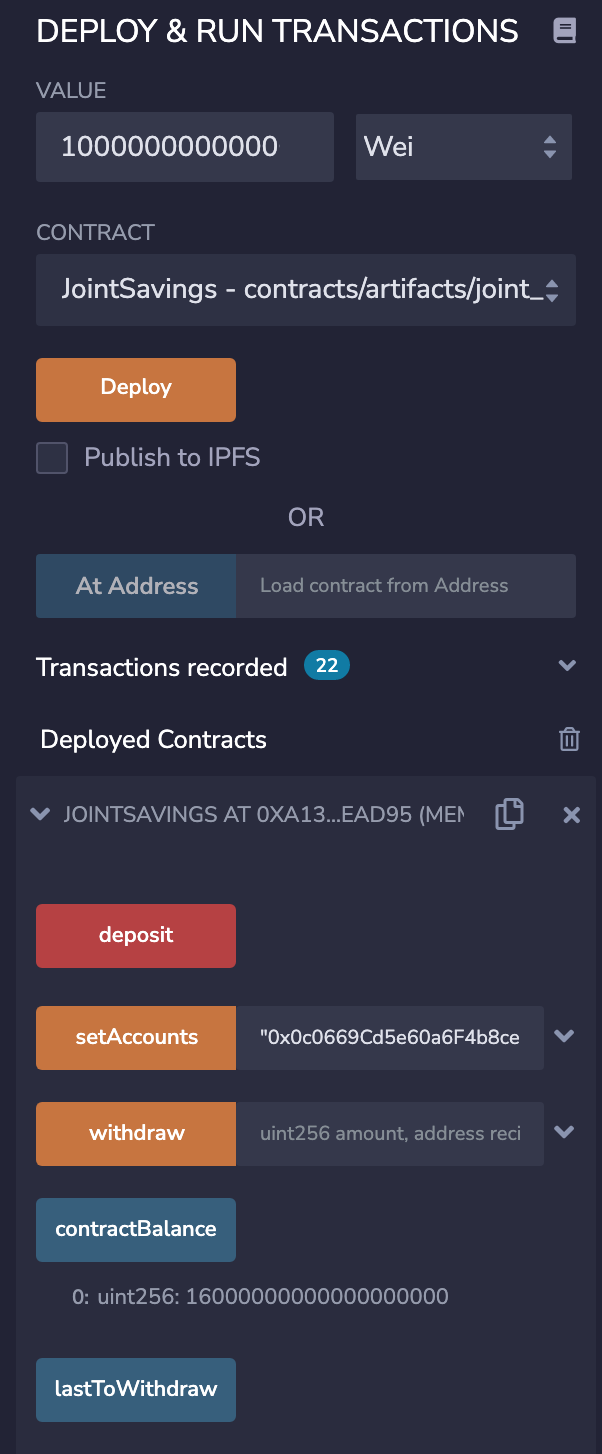 DEPLOY & RUN TRANSACTIONS
VALUE
1000000000000
Wei
CONTRACT
JointSavings - contracts/artifacts/joint_
Deploy
Publish to IPFS
OR
At Address
Load contract from Address
Transactions recorded 22
Deployed Contracts
JOINTSAVINGS AT 0XA13...EAD95 (MEM
deposit
setAccounts
"0x0c0669Cd5e60a6F4b8ce
withdraw
uint256 amount, address reci
contractBalance
0: uint256: 16000000000000000000
lastToWithdraw